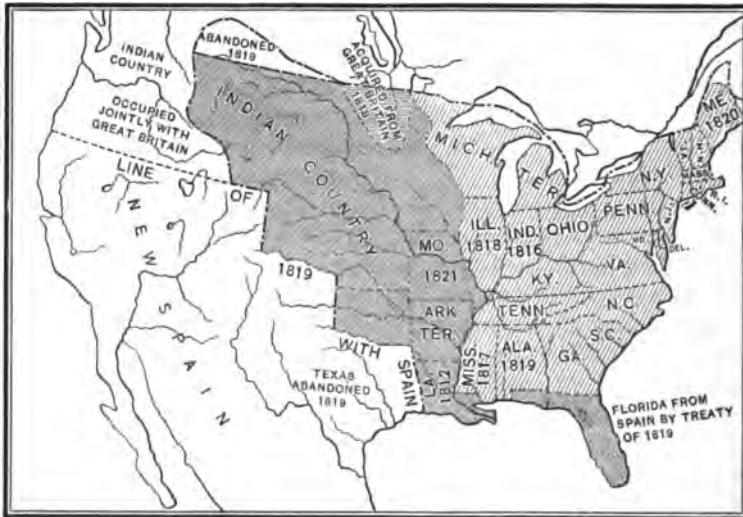 INDIAN
COUNTRY
ABANDONED
1819
OCCUPIED
JOINTLY WITH
GREAT BRITAIN
ACQUIRED FROM
GREAT BRITAIN
1818
INDIAN COUNTRY
MICH. TER.
ME.
1820
N.Y.
PENN.
N.J.
MD.
DEL.
LINE OF
1819
WITH
SPAIN
NEW SPAIN
MO.
1821
ILL.
1818
IND.
1816
OHIO
VA.
KY.
N.C.
TENN.
S.C.
ARK
TER.
MISS.
1817
ALA
1819
GA.
LA.
1812
TEXAS
ABANDONED
1819
FLORIDA FROM
SPAIN BY TREATY
OF 1819